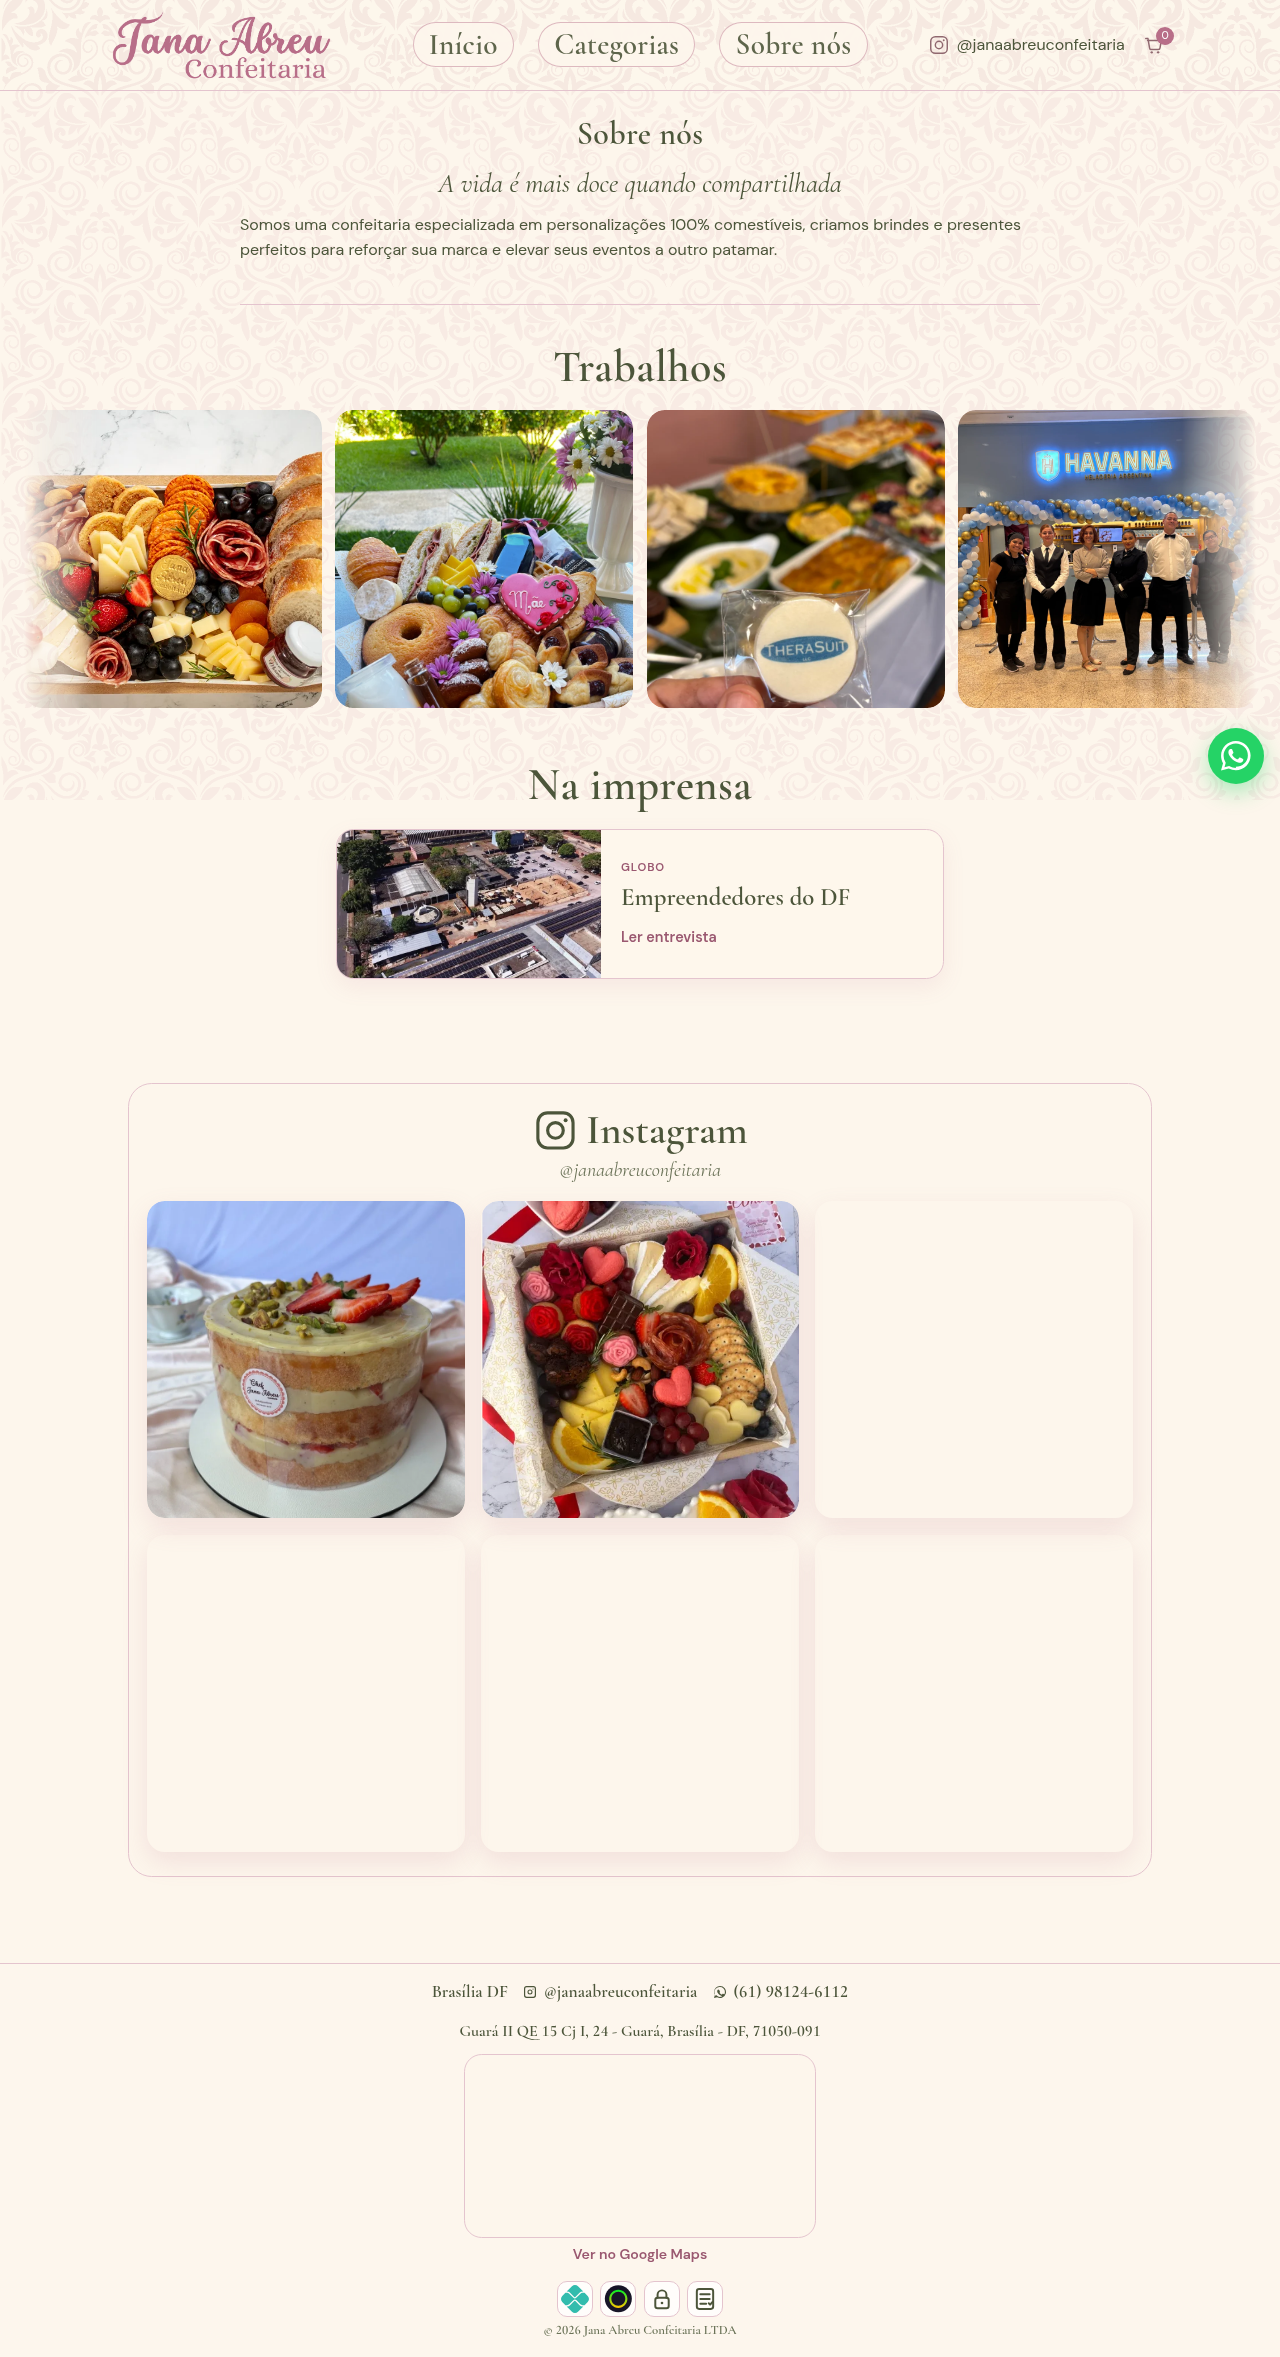 Jana Abreu
Confeitaria
Início
Categorias
Sobre nós
@janaabreuconfeitaria
0
Sobre nós
A vida é mais doce quando compartilhada
Somos uma confeitaria especializada em personalizações 100% comestíveis, criamos brindes e presentes
perfeitos para reforçar sua marca e elevar seus eventos a outro patamar.
Trabalhos
Mãe
THERASUIT
HAVANNA
Na imprensa
GLOBO
Empreendedores do DF
Ler entrevista
Instagram
@janaabreuconfeitaria
Chef
Jana Abreu
Brasília DF
@janaabreuconfeitaria
(61) 98124-6112
Guará II QE 15 Cj I, 24 - Guará, Brasília - DF, 71050-091
Ver no Google Maps
© 2026 Jana Abreu Confeitaria LTDA